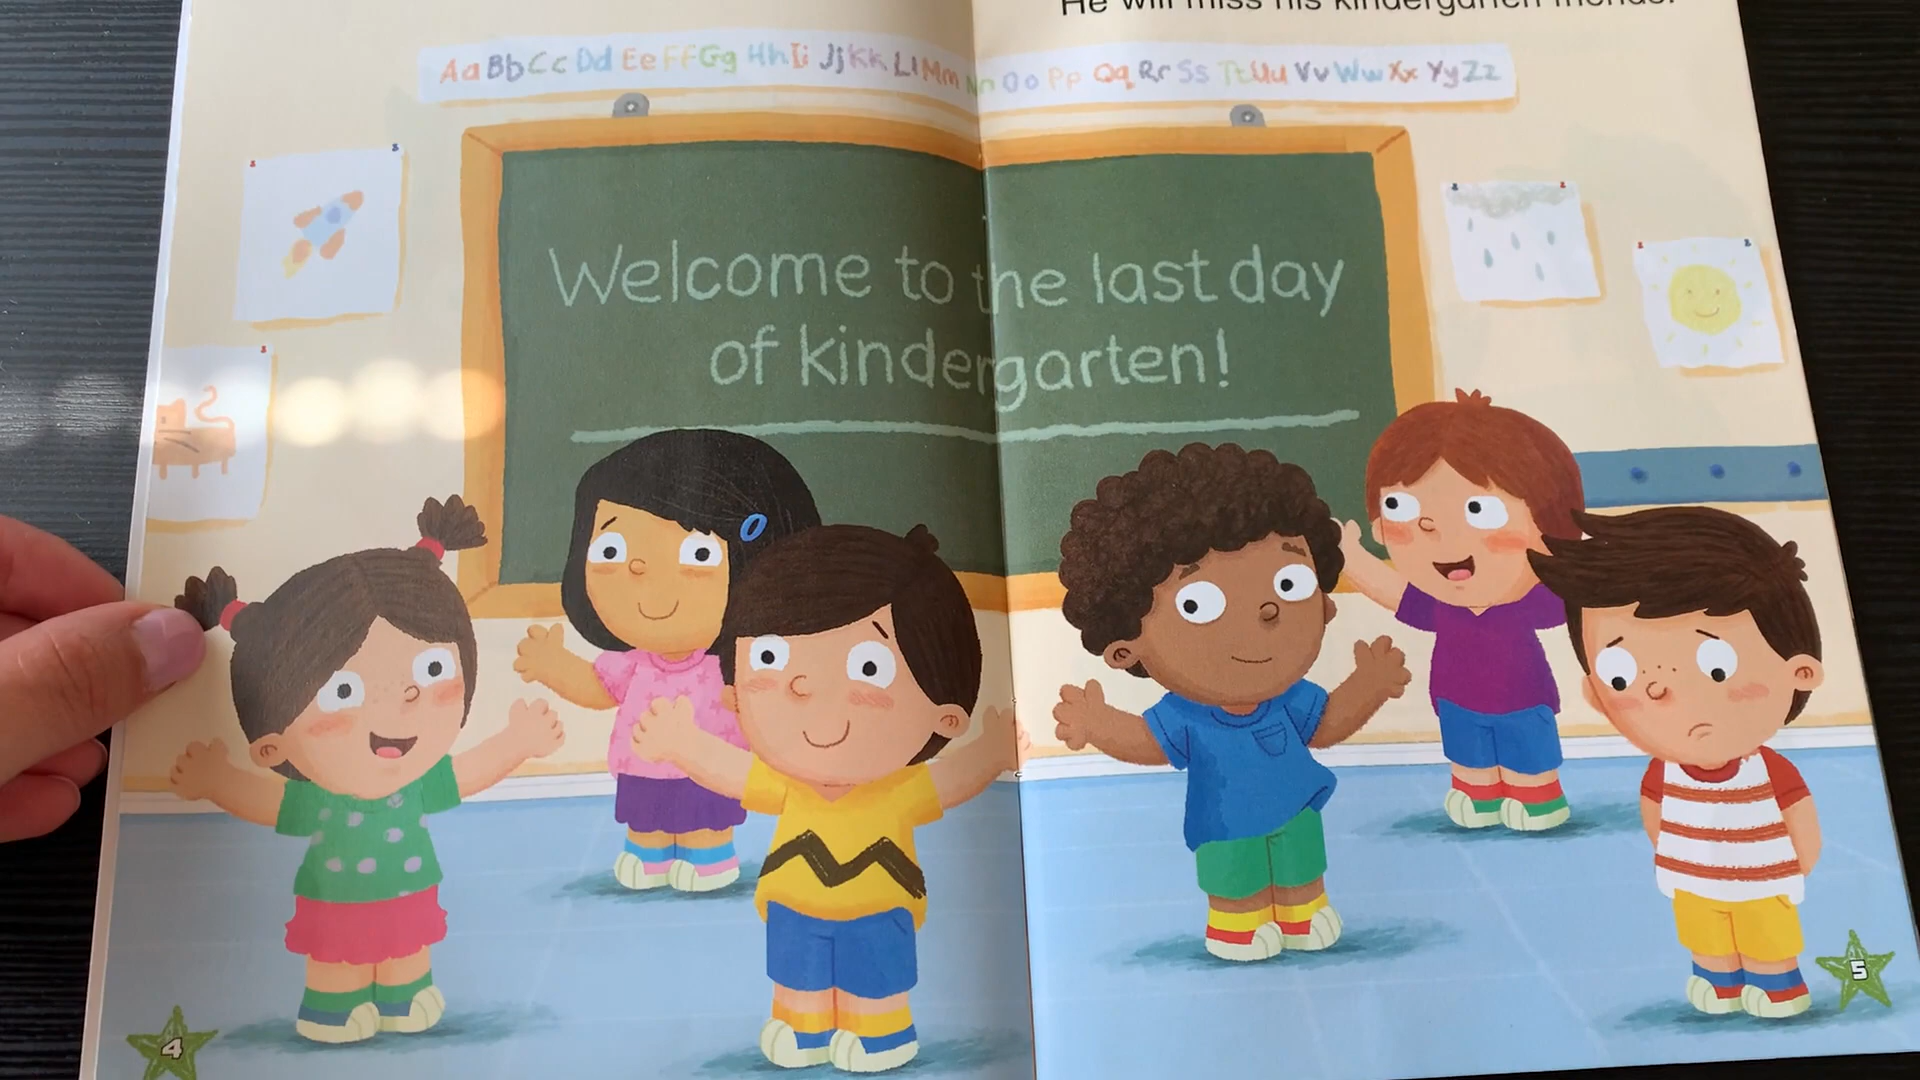 He will miss his kindergarten friends.
Aa Bb Cc Dd Ee Ff Gg Hh Ii Jj Kk Ll Mm Nn Oo Pp Qq Rr Ss Tt Uu Vv Ww Xx Yy Zz
Welcome to the last day
of kindergarten!
4
5